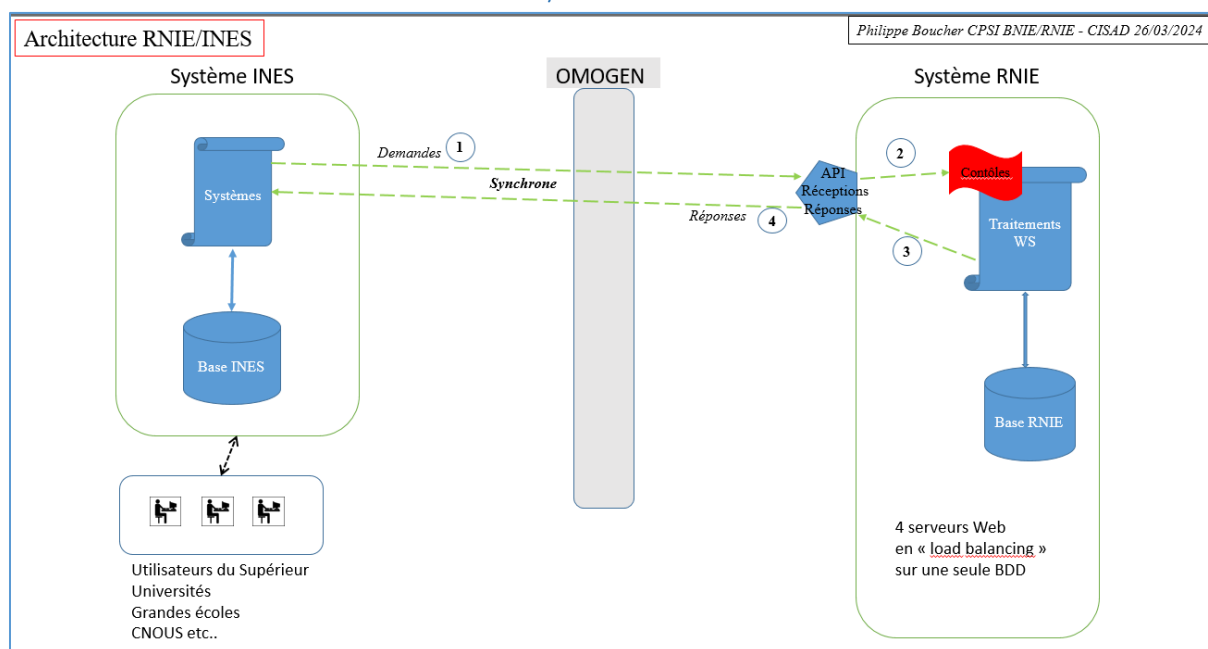 Architecture RNIE/INES
Philippe Boucher CPSI BNIE/RNIE - CISAD 26/03/2024
Système INES
OMOGEN
Système RNIE
Demandes
1
Synchrone
Réponses
4
Systèmes
Base INES
API
Réceptions
Réponses
2
Contôles
3
Traitements
WS
Base RNIE
Utilisateurs du Supérieur
Universités
Grandes écoles
CNOUS etc..
4 serveurs Web
en « load balancing »
sur une seule BDD